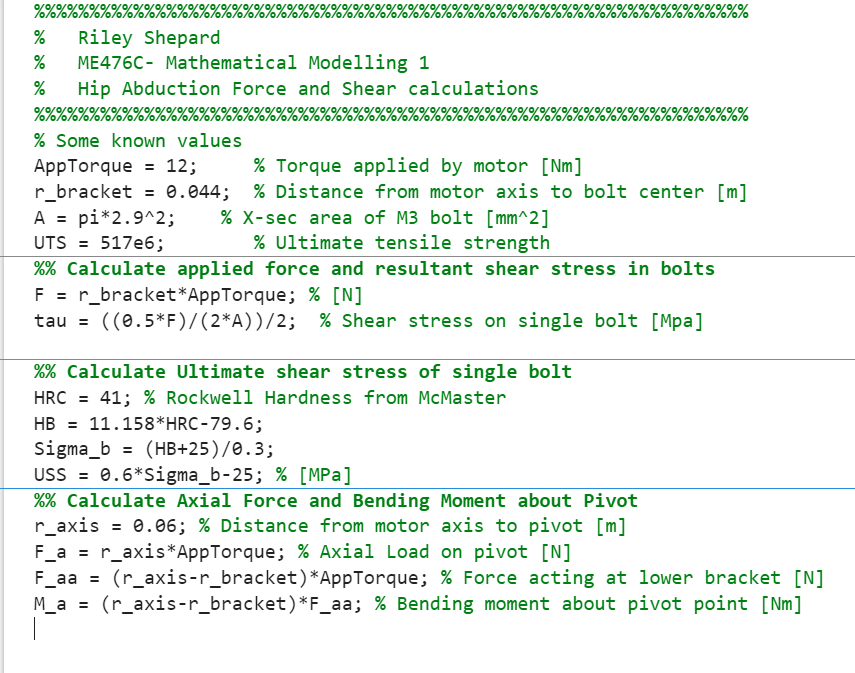 %%%%%%%%%%%%%%%%%%%%%%%%%%%%%%%%%%%%%%%%%%%%%%%%%%%%%%%%%%%%%%%%%
%   Riley Shepard
%   ME476C- Mathematical Modelling 1
%   Hip Abduction Force and Shear calculations
%%%%%%%%%%%%%%%%%%%%%%%%%%%%%%%%%%%%%%%%%%%%%%%%%%%%%%%%%%%%%%%%%
% Some known values
AppTorque = 12;     % Torque applied by motor [Nm]
r_bracket = 0.044;  % Distance from motor axis to bolt center [m]
A = pi*2.9^2;    % X-sec area of M3 bolt [mm^2]
UTS = 517e6;        % Ultimate tensile strength
%% Calculate applied force and resultant shear stress in bolts
F = r_bracket*AppTorque; % [N]
tau = ((0.5*F)/(2*A))/2;  % Shear stress on single bolt [Mpa]
%% Calculate Ultimate shear stress of single bolt
HRC = 41; % Rockwell Hardness from McMaster
HB = 11.158*HRC-79.6;
Sigma_b = (HB+25)/0.3;
USS = 0.6*Sigma_b-25; % [MPa]
%% Calculate Axial Force and Bending Moment about Pivot
r_axis = 0.06; % Distance from motor axis to pivot [m]
F_a = r_axis*AppTorque; % Axial Load on pivot [N]
F_aa = (r_axis-r_bracket)*AppTorque; % Force acting at lower bracket [N]
M_a = (r_axis-r_bracket)*F_aa; % Bending moment about pivot point [Nm]